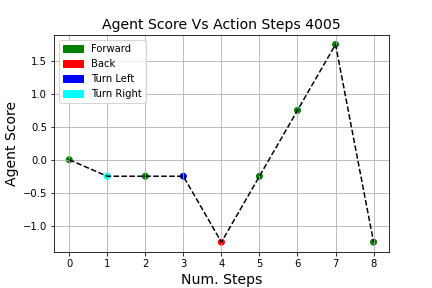 Agent Score Vs Action Steps 4005
Forward
Back
Turn Left
Turn Right
1.5
1.0
0.5
0.0
−0.5
−1.0
Agent Score
0 1 2 3 4 5 6 7 8
Num. Steps